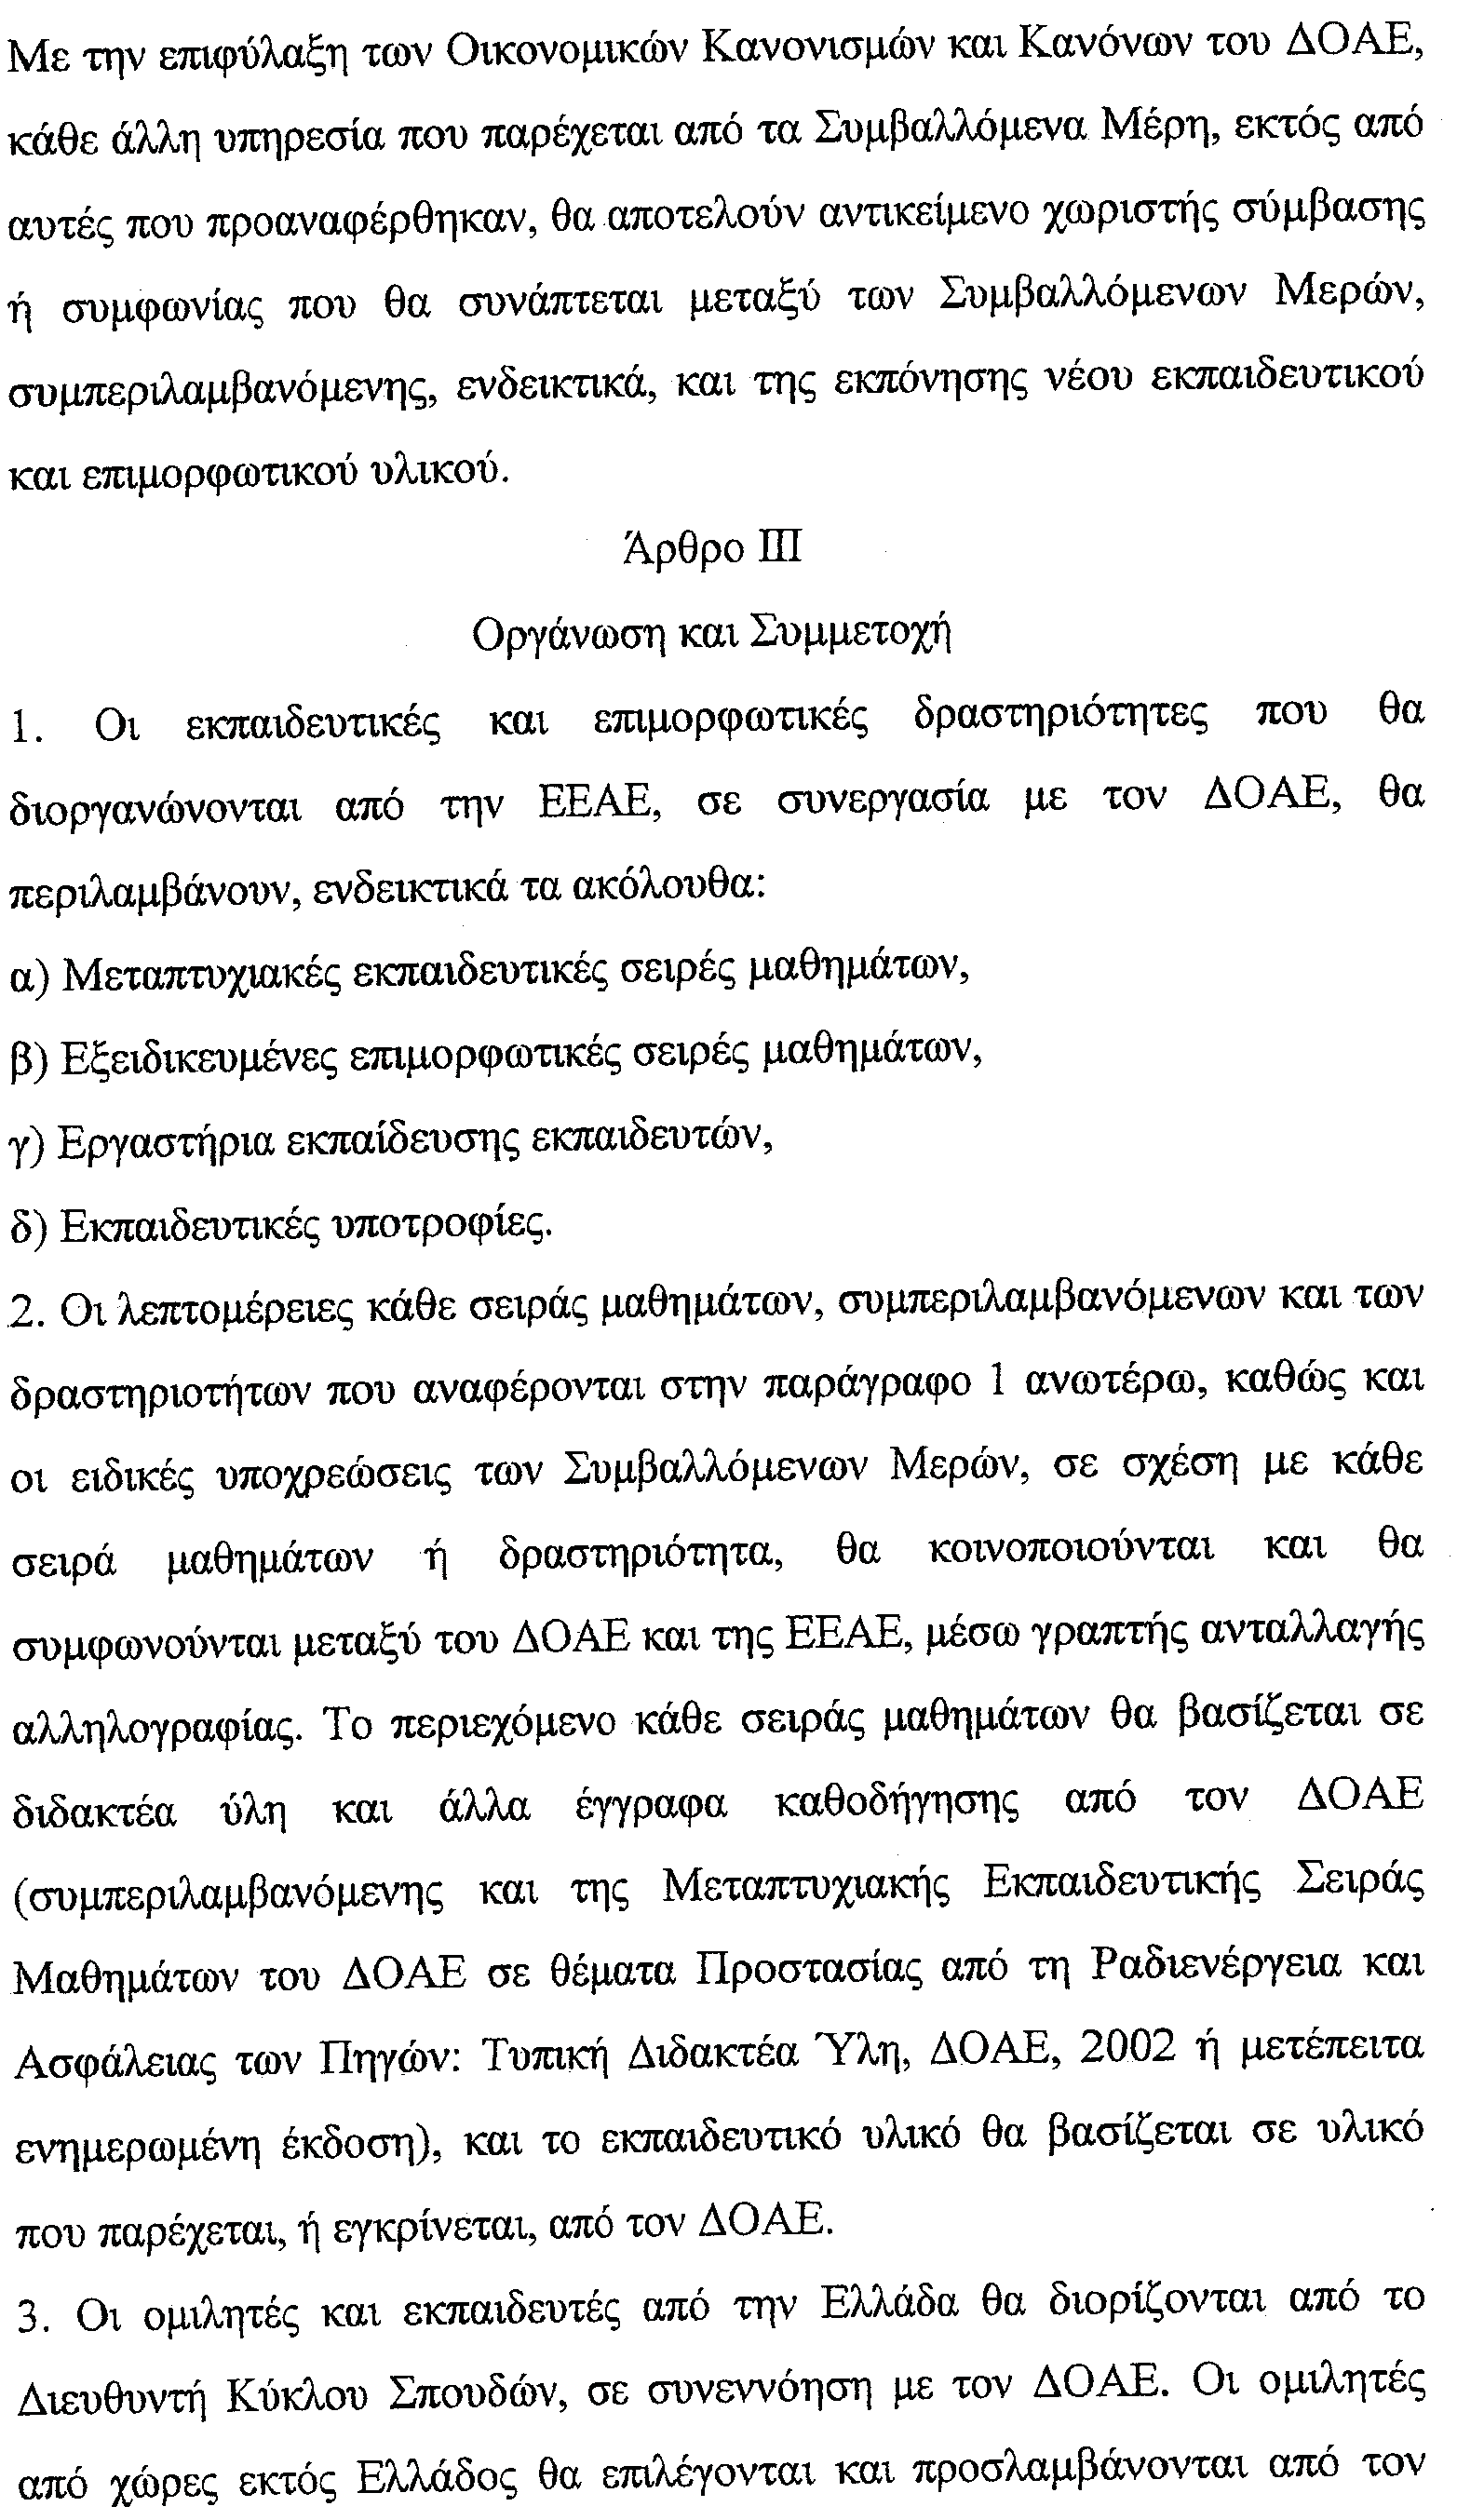 Με την επιφύλαξη των Οικονομικών Κανονισμών και Κανόνων του ΔΟΑΕ,
κάθε άλλη υπηρεσία που παρέχεται από τα Συμβαλλόμενα Μέρη, εκτός από
αυτές που προαναφέρθηκαν, θα αποτελούν αντικείμενο χωριστής σύμβασης
ή συμφωνίας που θα συνάπτεται μεταξύ των Συμβαλλόμενων Μερών,
συμπεριλαμβανόμενης, ενδεικτικά, και της εκπόνησης νέου εκπαιδευτικού
και επιμορφωτικού υλικού.
Άρθρο ΙΙΙ
Οργάνωση και Συμμετοχή
1. Οι εκπαιδευτικές και επιμορφωτικές δραστηριότητες που θα
διοργανώνονται από την ΕΕΑΕ, σε συνεργασία με τον ΔΟΑΕ, θα
περιλαμβάνουν, ενδεικτικά τα ακόλουθα:
α) Μεταπτυχιακές εκπαιδευτικές σειρές μαθημάτων,
β) Εξειδικευμένες επιμορφωτικές σειρές μαθημάτων,
γ) Εργαστήρια εκπαίδευσης εκπαιδευτών,
δ) Εκπαιδευτικές υποτροφίες.
2. Οι λεπτομέρειες κάθε σειράς μαθημάτων, συμπεριλαμβανόμενων και των
δραστηριοτήτων που αναφέρονται στην παράγραφο 1 ανωτέρω, καθώς και
οι ειδικές υποχρεώσεις των Συμβαλλόμενων Μερών, σε σχέση με κάθε
σειρά μαθημάτων ή δραστηριότητα, θα κοινοποιούνται και θα
συμφωνούνται μεταξύ του ΔΟΑΕ και της ΕΕΑΕ, μέσω γραπτής ανταλλαγής
αλληλογραφίας. Το περιεχόμενο κάθε σειράς μαθημάτων θα βασίζεται σε
διδακτέα ύλη και άλλα έγγραφα καθοδήγησης από τον ΔΟΑΕ
(συμπεριλαμβανόμενης και της Μεταπτυχιακής Εκπαιδευτικής Σειράς
Μαθημάτων του ΔΟΑΕ σε θέματα Προστασίας από τη Ραδιενέργεια και
Ασφάλειας των Πηγών: Τυπική Διδακτέα Ύλη, ΔΟΑΕ, 2002 ή μετέπειτα
ενημερωμένη έκδοση), και το εκπαιδευτικό υλικό θα βασίζεται σε υλικό
που παρέχεται, ή εγκρίνεται, από τον ΔΟΑΕ.
3. Οι ομιλητές και εκπαιδευτές από την Ελλάδα θα διορίζονται από το
Διευθυντή Κύκλου Σπουδών, σε συνεννόηση με τον ΔΟΑΕ. Οι ομιλητές
από χώρες εκτός Ελλάδος θα επιλέγονται και προσλαμβάνονται από τον